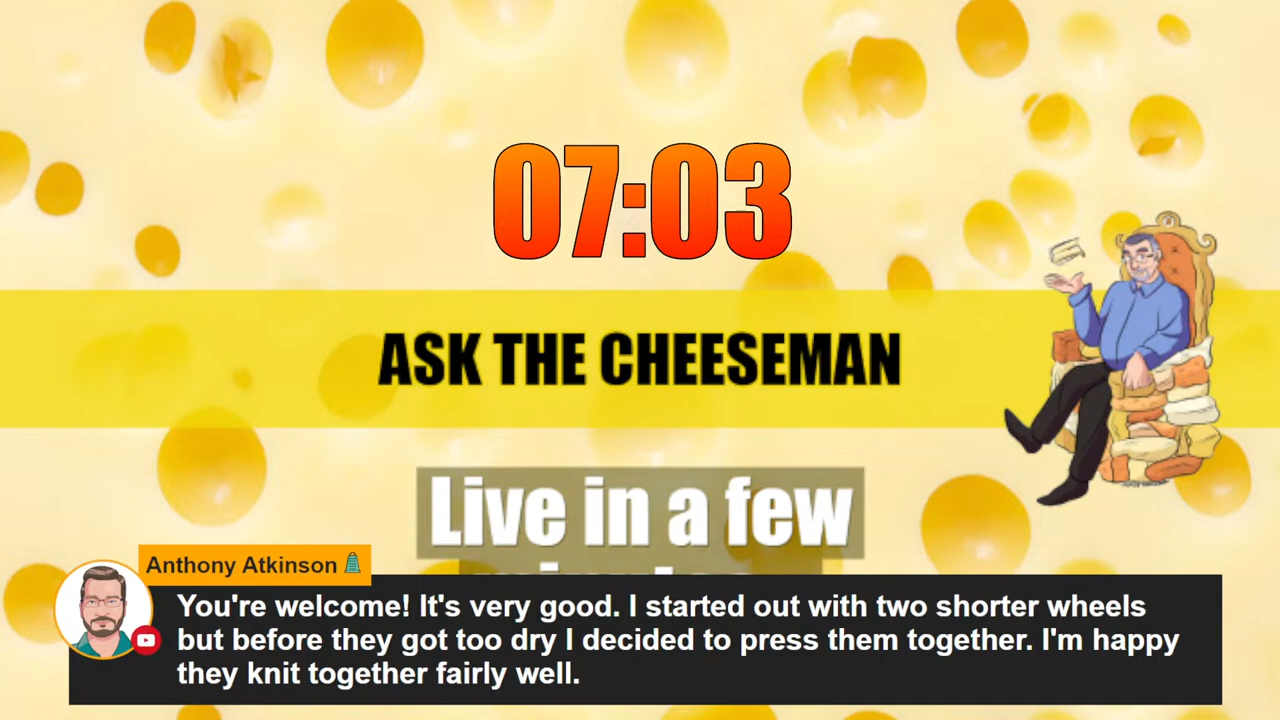 07:03
ASK THE CHEESEMAN
Live in a few
Anthony Atkinson
You're welcome! It's very good. I started out with two shorter wheels
but before they got too dry I decided to press them together. I'm happy
they knit together fairly well.